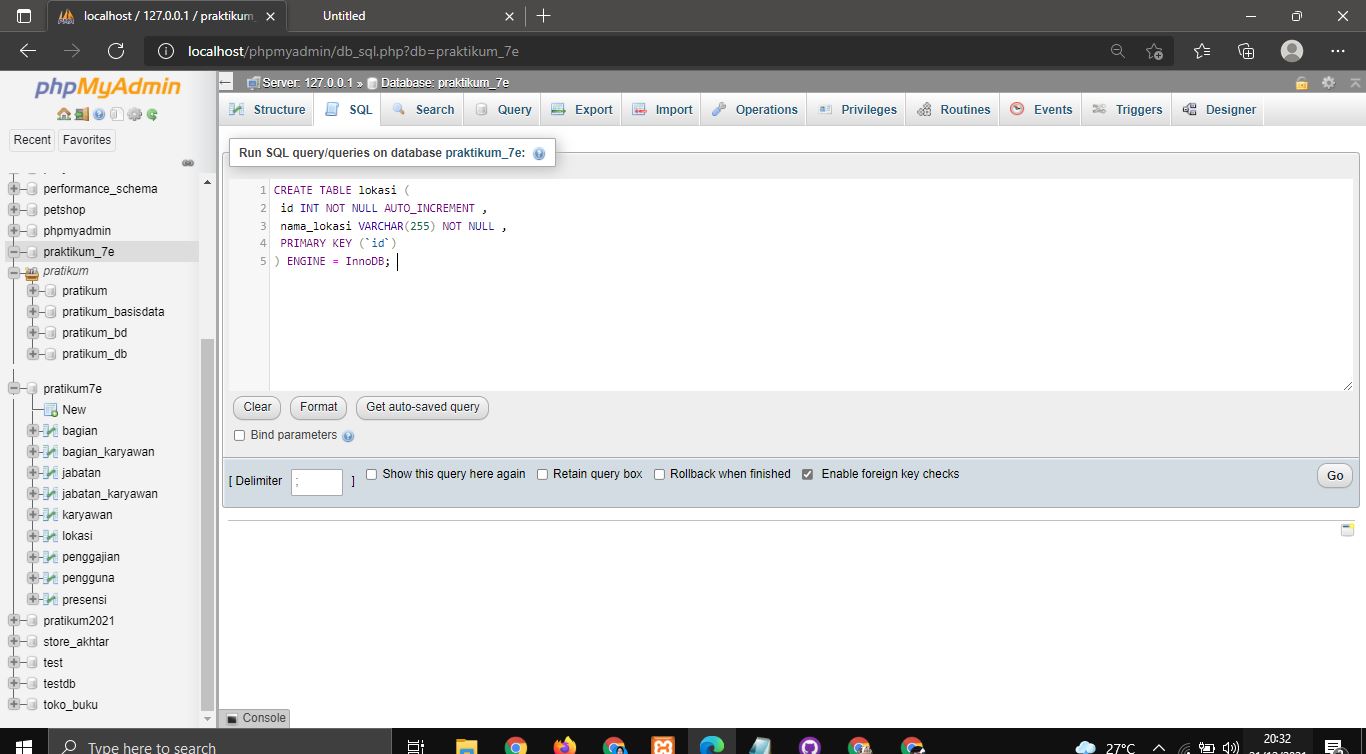 localhost / 127.0.0.1 / praktikum_
Untitled
localhost/phpmyadmin/db_sql.php?db=praktikum_7e
phpMyAdmin
Recent Favorites
performance_schema
petshop
phpmyadmin
praktikum_7e
pratikum
pratikum
pratikum_basisdata
pratikum_bd
pratikum_db
pratikum7e
New
bagian
bagian_karyawan
jabatan
jabatan_karyawan
karyawan
lokasi
penggajian
pengguna
presensi
pratikum2021
store_akhtar
test
testdb
toko_buku
Server: 127.0.0.1 » Database: praktikum_7e
Structure SQL Search Query Export Import Operations Privileges Routines Events Triggers Designer
Run SQL query/queries on database praktikum_7e:
1 CREATE TABLE lokasi (
2 id INT NOT NULL AUTO_INCREMENT ,
3 nama_lokasi VARCHAR(255) NOT NULL ,
4 PRIMARY KEY (`id`)
5 ) ENGINE = InnoDB;
Clear Format Get auto-saved query
Bind parameters
[ Delimiter ; ] Show this query here again Retain query box Rollback when finished Enable foreign key checks
Go
Console
Type here to search
27°C
20:32